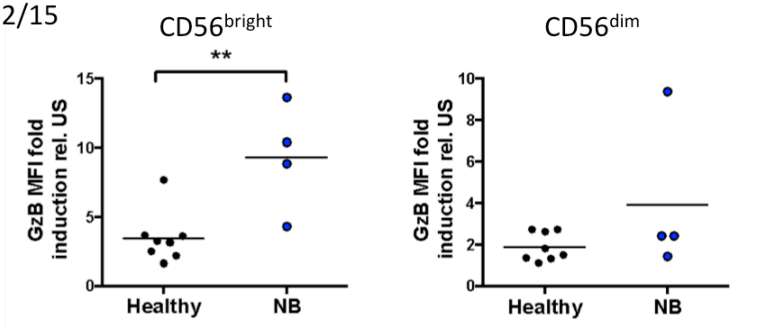 2/15
CD56bright
CD56dim
**
GzB MFI fold
induction rel. US
15
10
5
0
Healthy
NB
GzB MFI fold
induction rel. US
10
8
6
4
2
0
Healthy
NB